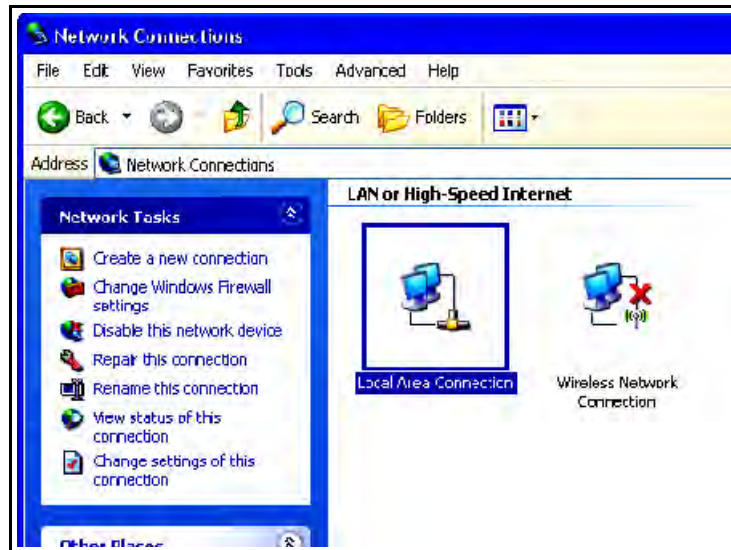 Network Connections
File Edit View Favorites Tools Advanced Help
Back Search Folders
Address Network Connections
Network Tasks
Create a new connection
Change Windows Firewall
settings
Disable this network device
Repair this connection
Rename this connection
View status of this
connection
Change settings of this
connection
Other Places
LAN or High-Speed Internet
Local Area Connection
Wireless Network
Connection